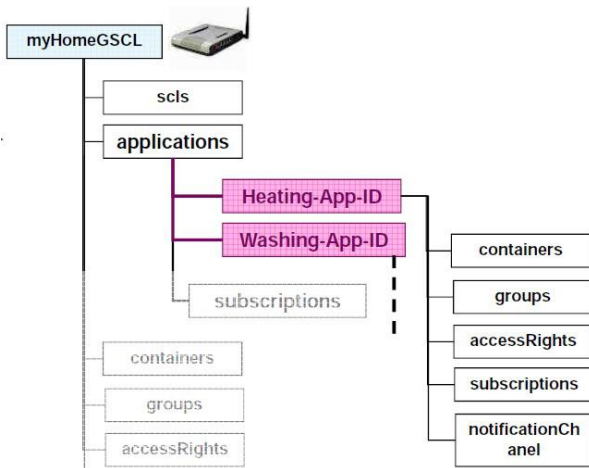 myHomeGSCL
scls
applications
Heating-App-ID
Washing-App-ID
subscriptions
containers
groups
accessRights
containers
groups
accessRights
subscriptions
notificationCh
anel